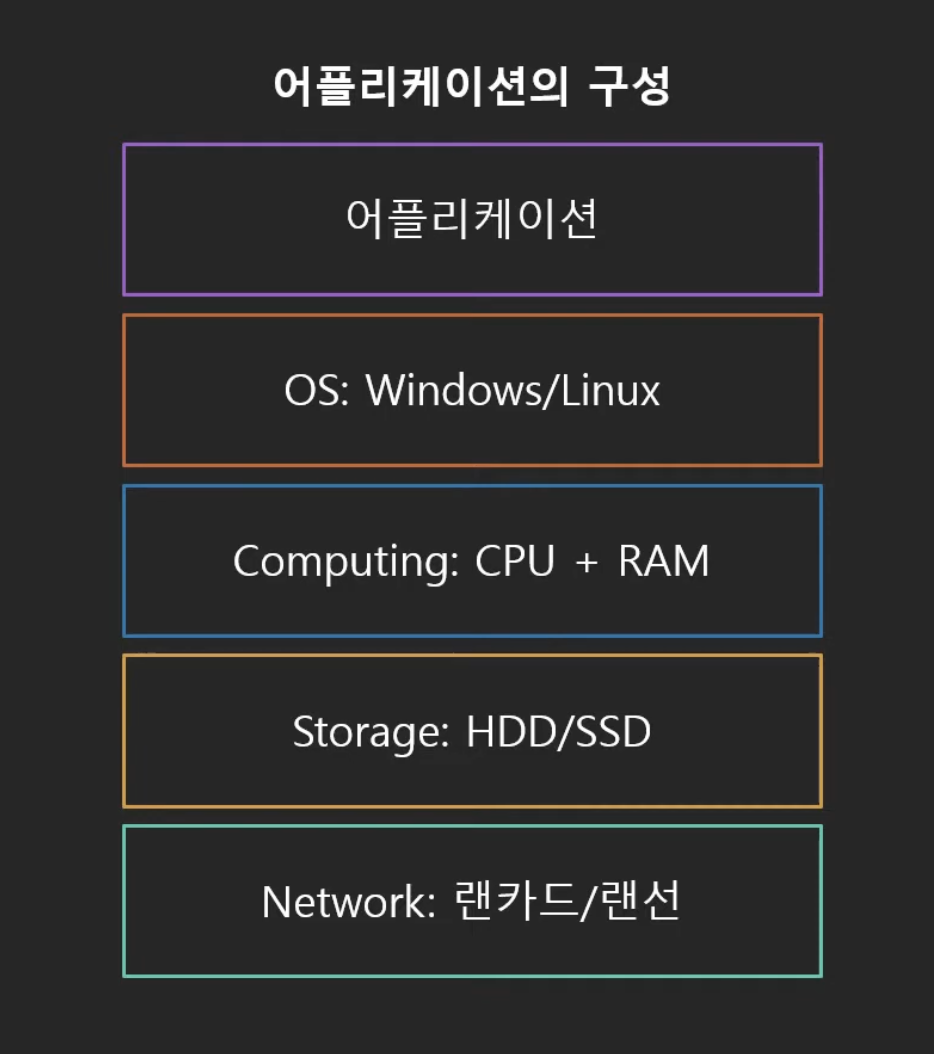 어플리케이션의 구성
어플리케이션
OS: Windows/Linux
Computing: CPU + RAM
Storage: HDD/SSD
Network: 랜카드/랜선